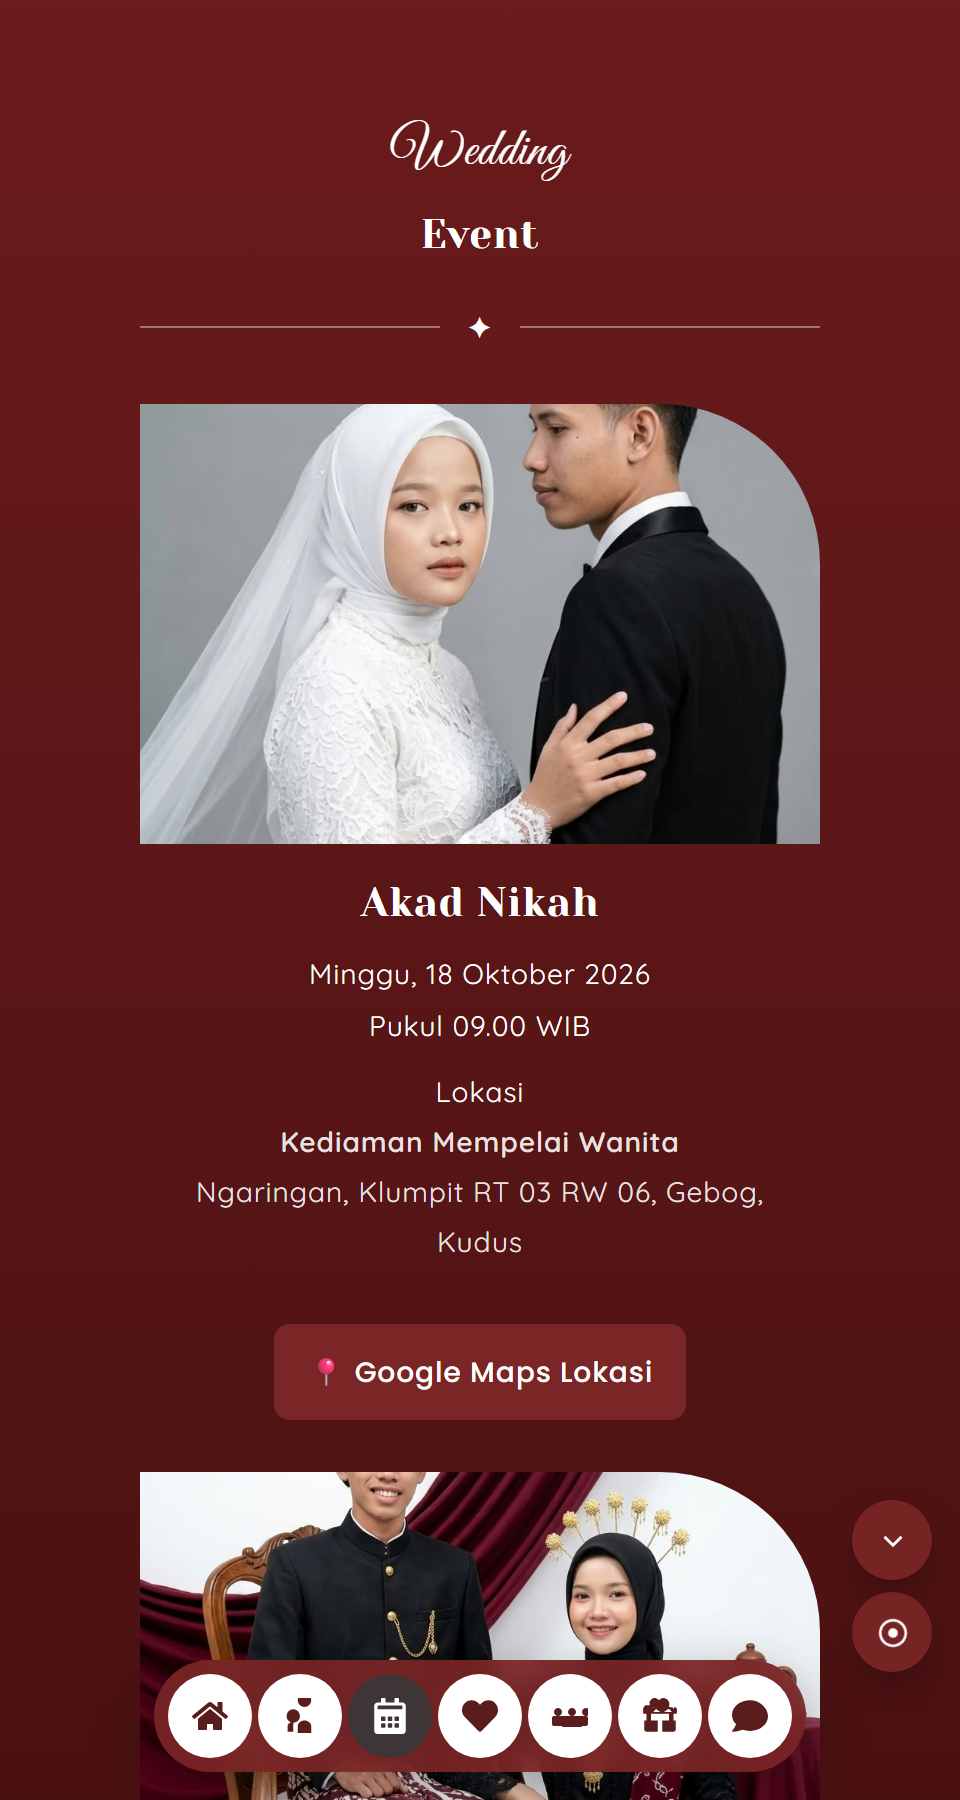 Wedding
Event
Akad Nikah
Minggu, 18 Oktober 2026
Pukul 09.00 WIB
Lokasi
Kediaman Mempelai Wanita
Ngaringan, Klumpit RT 03 RW 06, Gebog,
Kudus
Google Maps Lokasi